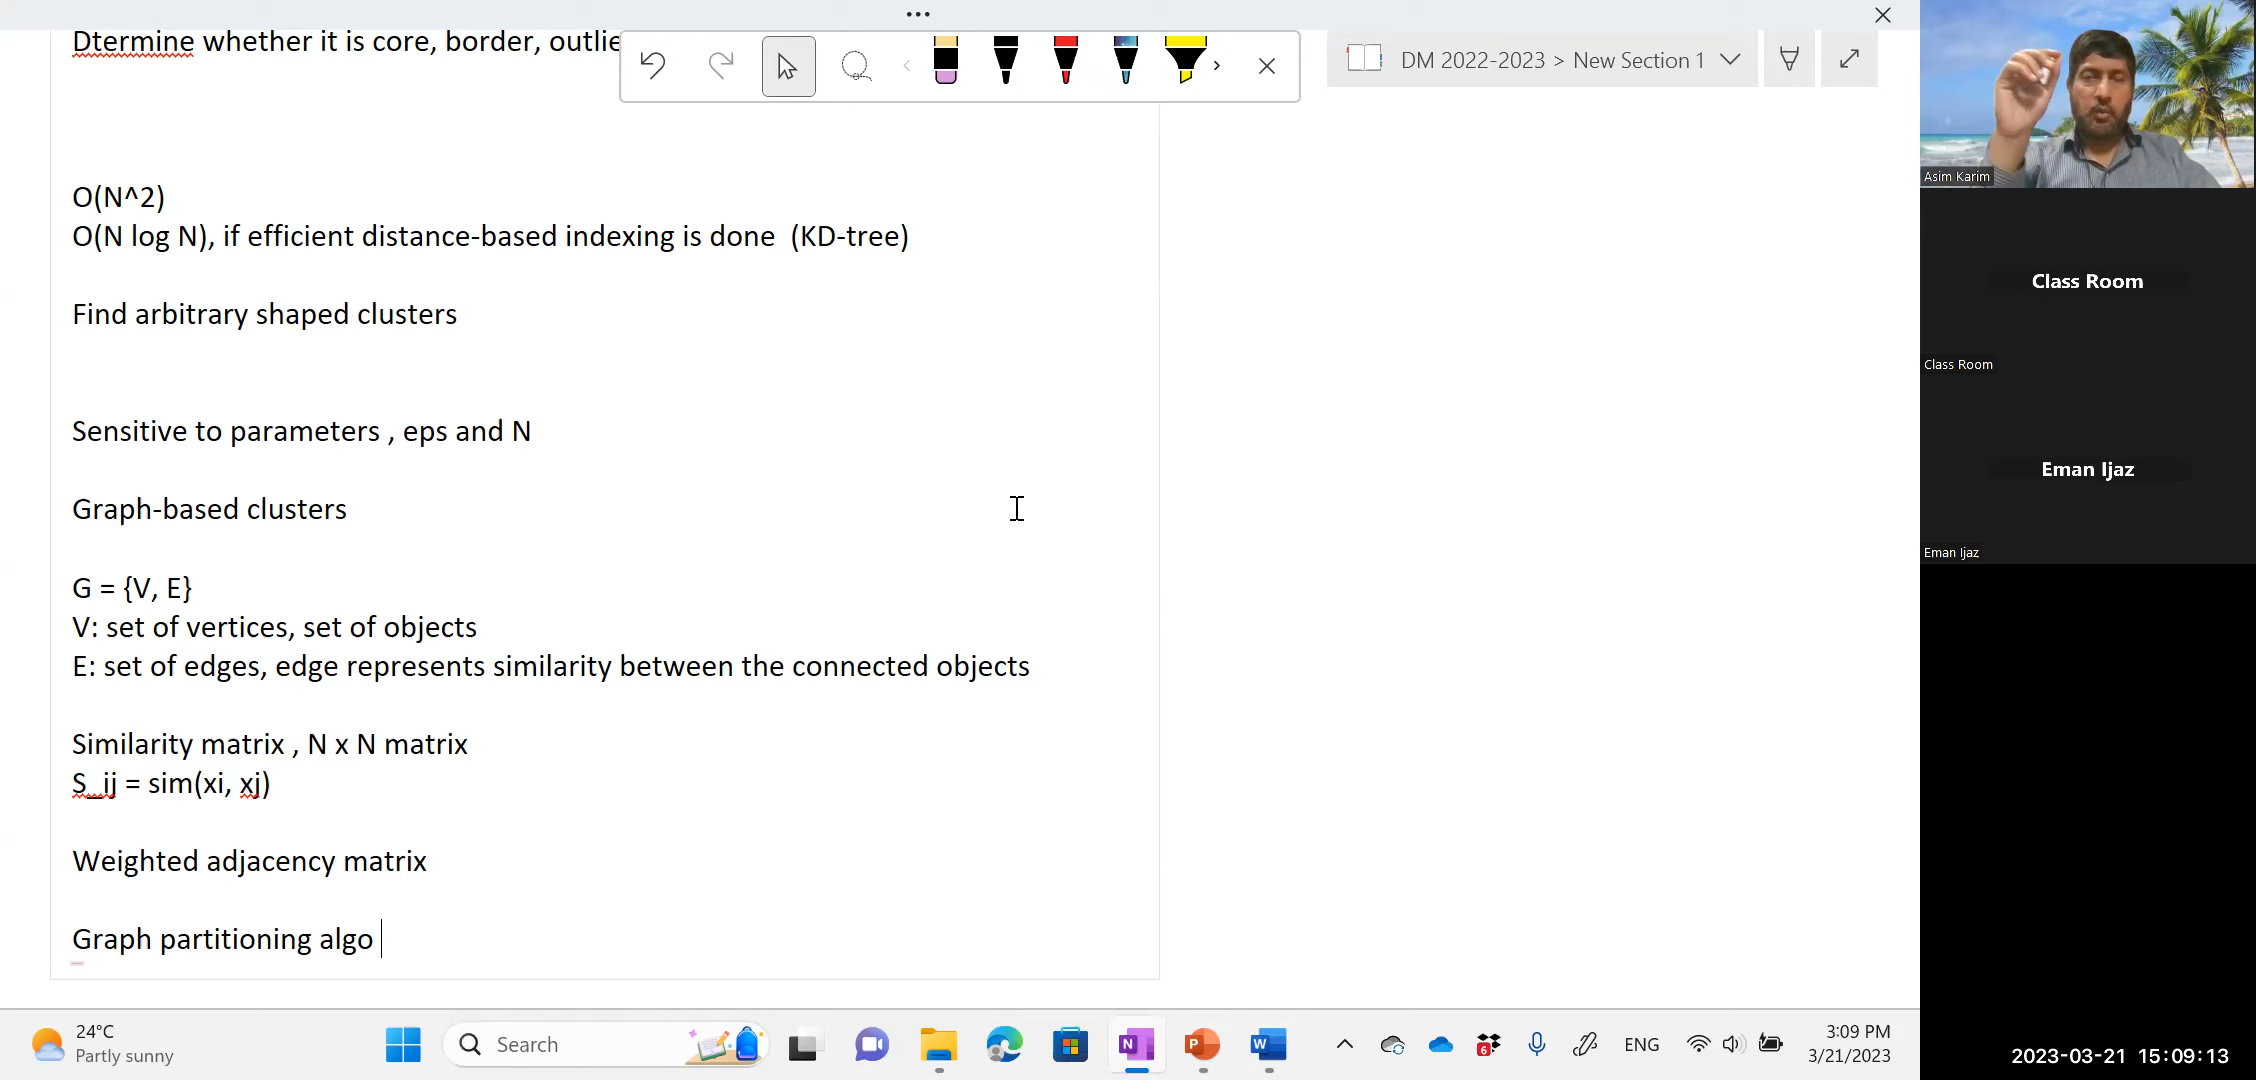 Dtermine whether it is core, border, outlie
DM 2022-2023 > New Section 1
O(N^2)
O(N log N), if efficient distance-based indexing is done  (KD-tree)
Find arbitrary shaped clusters
Sensitive to parameters , eps and N
Graph-based clusters
G = {V, E}
V: set of vertices, set of objects
E: set of edges, edge represents similarity between the connected objects
Similarity matrix , N x N matrix
S_ij = sim(xi, xj)
Weighted adjacency matrix
Graph partitioning algo
Asim Karim
Class Room
Class Room
Eman Ijaz
Eman Ijaz
24°C
Partly sunny
Search
N
P
W
6
ENG
3:09 PM
3/21/2023
2023-03-21 15:09:13